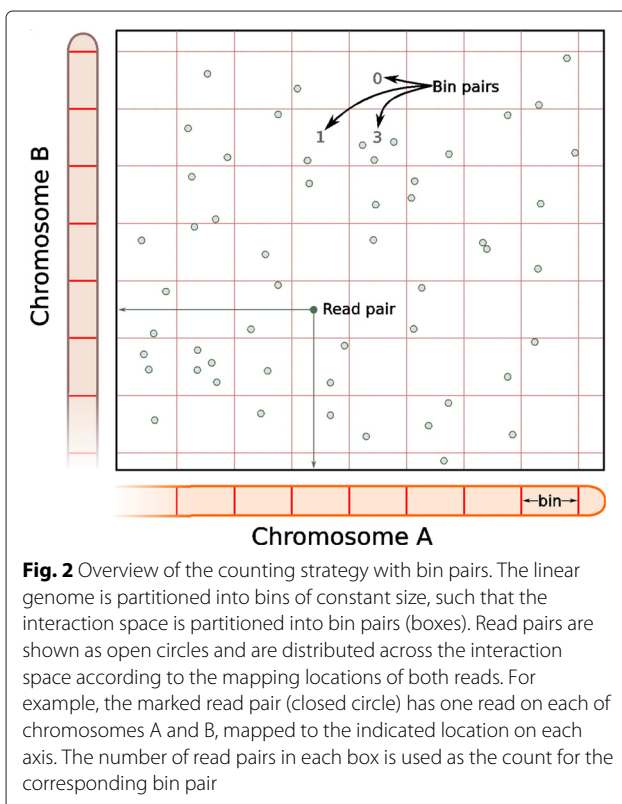 0
Bin pairs
1
3
Chromosome B
Read pair
bin
Chromosome A
Fig. 2 Overview of the counting strategy with bin pairs. The linear
genome is partitioned into bins of constant size, such that the
interaction space is partitioned into bin pairs (boxes). Read pairs are
shown as open circles and are distributed across the interaction
space according to the mapping locations of both reads. For
example, the marked read pair (closed circle) has one read on each of
chromosomes A and B, mapped to the indicated location on each
axis. The number of read pairs in each box is used as the count for the
corresponding bin pair